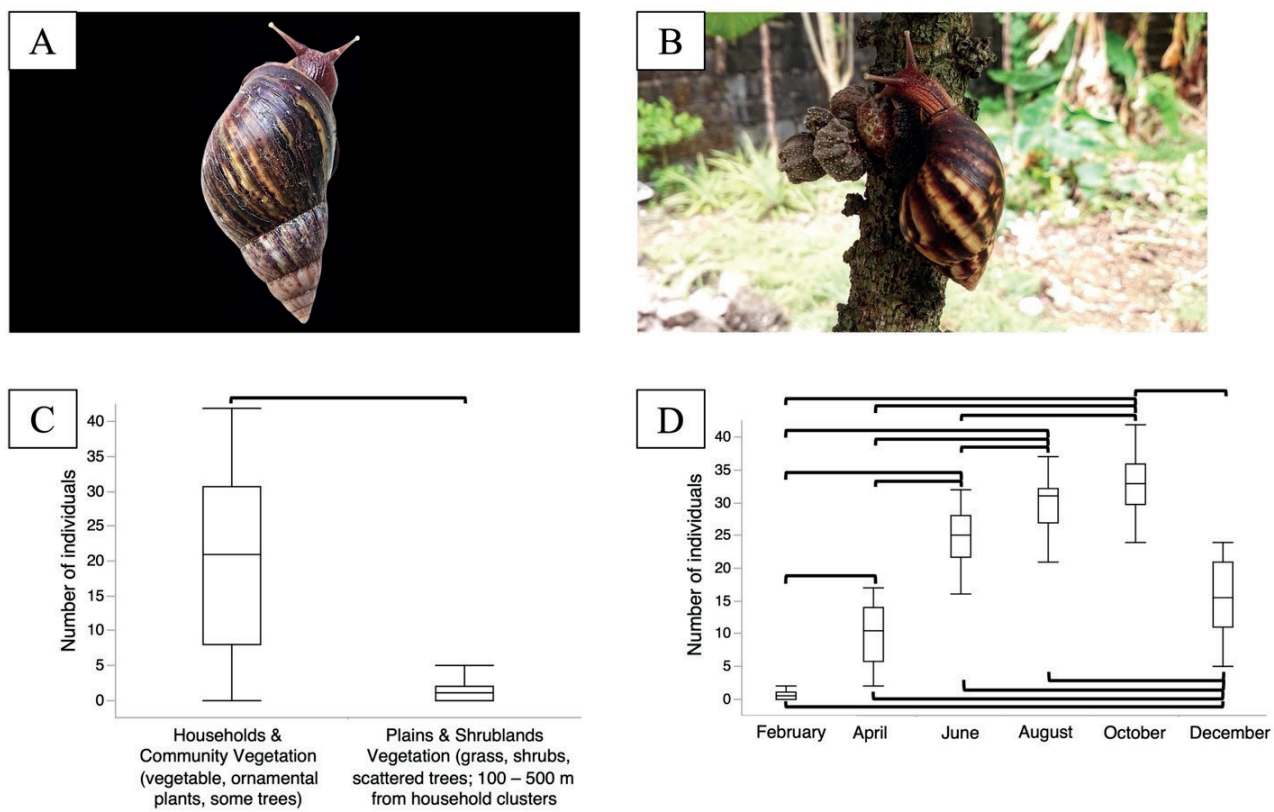 A
B
C
Number of individuals
40
35
30
25
20
15
10
5
0
Households &
Community Vegetation
(vegetable, ornamental
plants, some trees)
Plains & Shrublands
Vegetation (grass, shrubs,
scattered trees; 100 – 500 m
from household clusters
D
Number of individuals
40
35
30
25
20
15
10
5
0
February
April
June
August
October
December